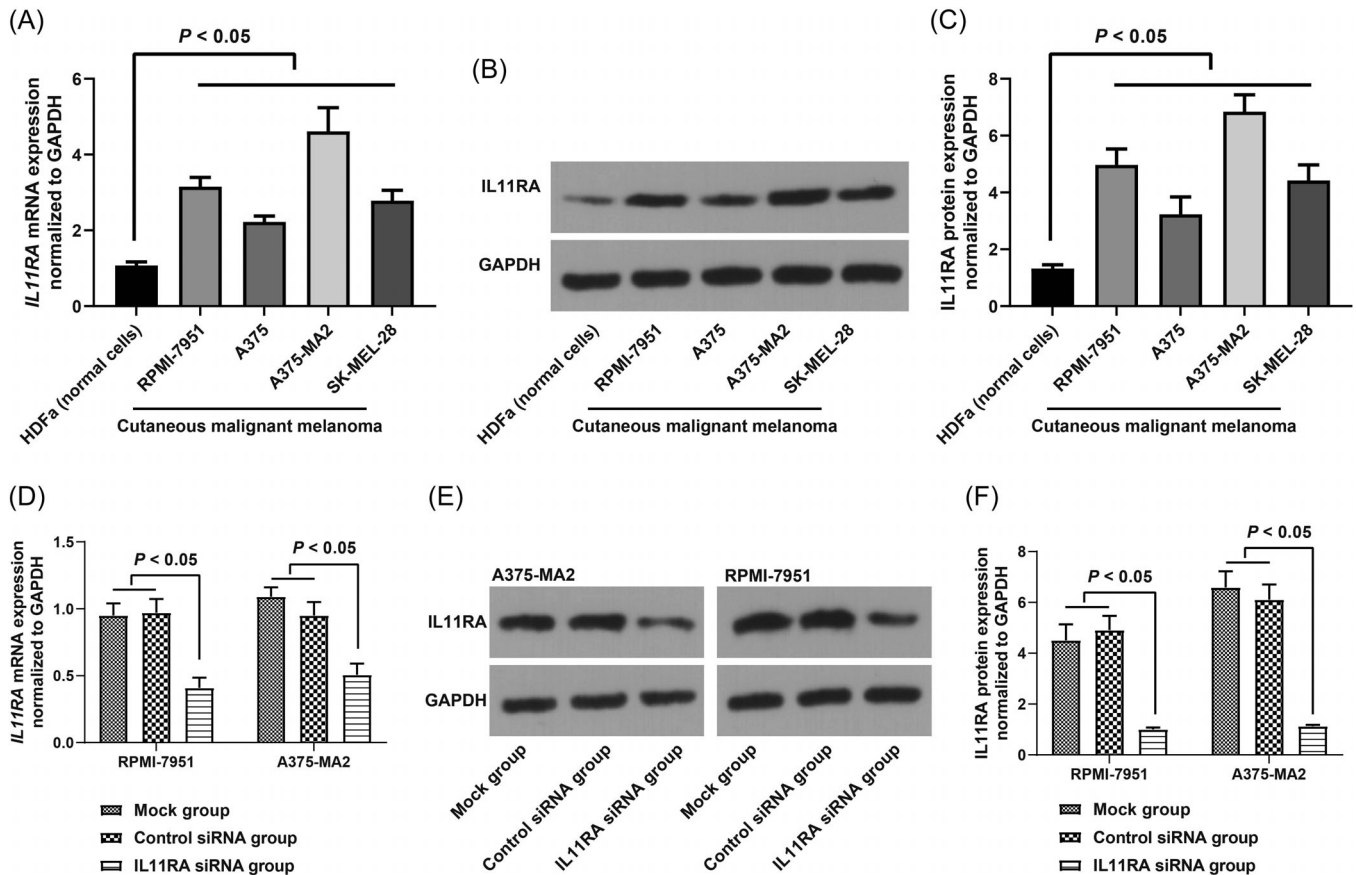 (A)
P < 0.05
IL11RA mRNA expression
normalized to GAPDH
6
4
2
0
HDFa (normal cells)
RPMI-7951
A375
A375-MA2
SK-MEL-28
Cutaneous malignant melanoma
(B)
IL11RA
GAPDH
HDFa (normal cells)
RPMI-7951
A375
A375-MA2
SK-MEL-28
Cutaneous malignant melanoma
(C)
P < 0.05
IL11RA protein expression
normalized to GAPDH
8
6
4
2
0
HDFa (normal cells)
RPMI-7951
A375
A375-MA2
SK-MEL-28
Cutaneous malignant melanoma
(D)
IL11RA mRNA expression
normalized to GAPDH
1.5
1.0
0.5
0.0
P < 0.05
P < 0.05
RPMI-7951
A375-MA2
Mock group
Control siRNA group
IL11RA siRNA group
(E)
A375-MA2
RPMI-7951
IL11RA
GAPDH
Mock group
Control siRNA group
IL11RA siRNA group
Mock group
Control siRNA group
IL11RA siRNA group
(F)
IL11RA protein expression
normalized to GAPDH
8
6
4
2
0
P < 0.05
P < 0.05
RPMI-7951
A375-MA2
Mock group
Control siRNA group
IL11RA siRNA group